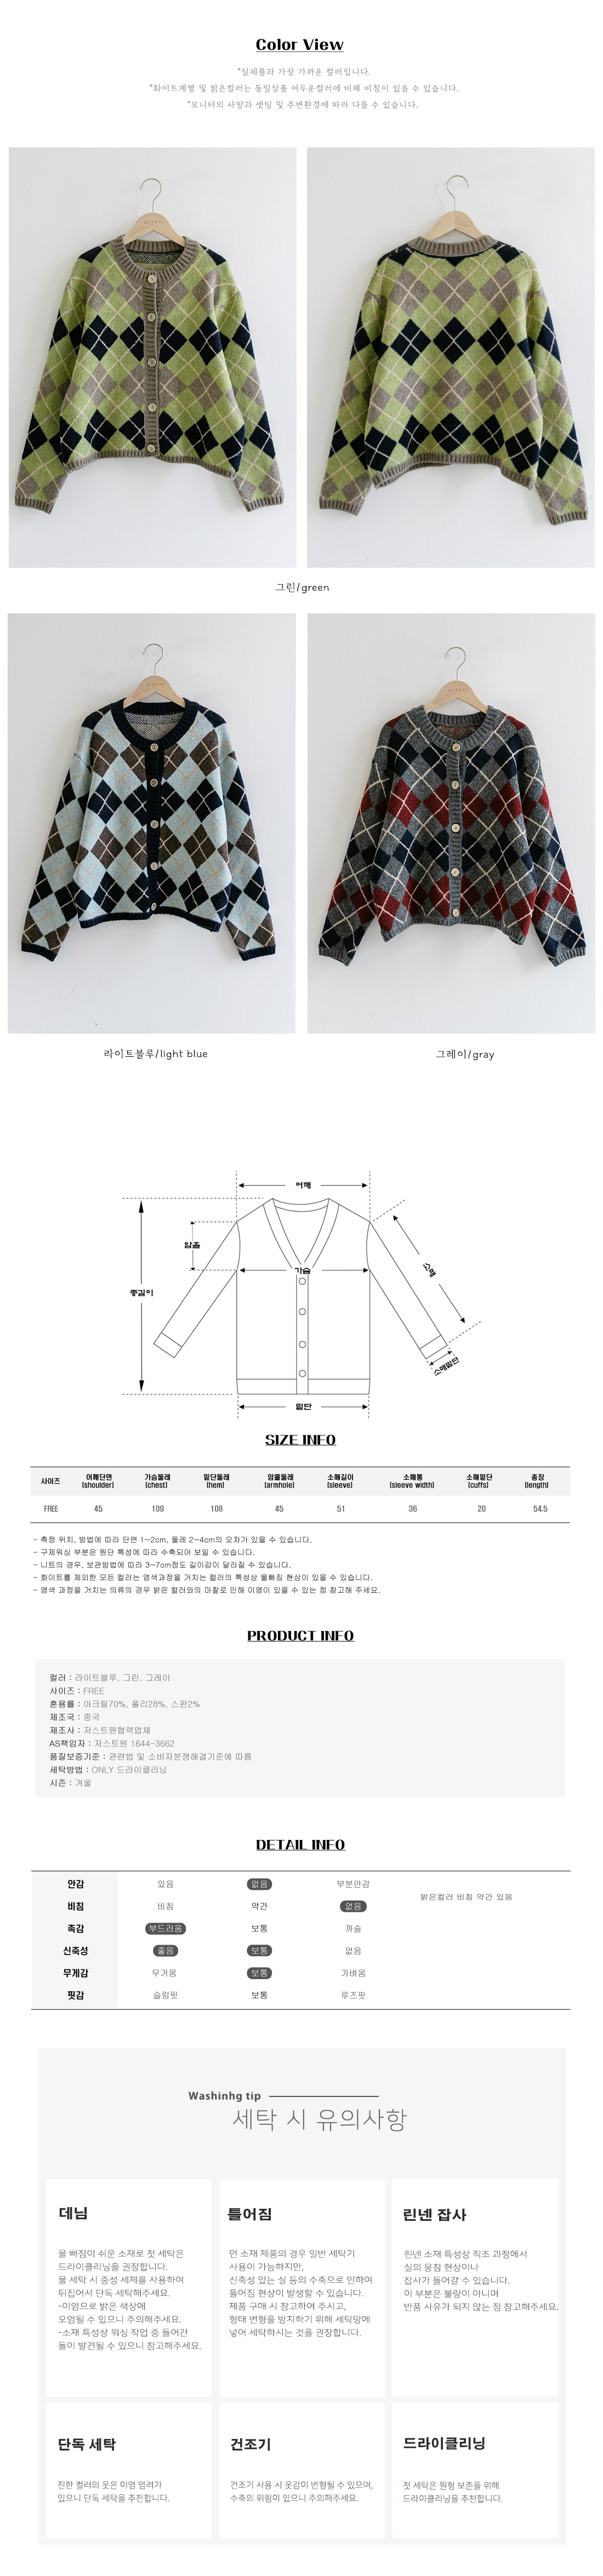 Color View
*실제품과 가장 가까운 컬러입니다.
*화이트계열 및 밝은컬러는 동일상품 어두운컬러에 비해 비침이 있을 수 있습니다.
*모니터의 사양과 셋팅 및 주변환경에 따라 다를 수 있습니다.
그린/green
라이트블루/light blue
그레이/gray
어깨
암홀
가슴
소매
총길이
소매밑단
밑단
SIZE INFO
사이즈 어깨단면 (shoulder) 가슴둘레 (chest) 밑단둘레 (hem) 암홀둘레 (armhole) 소매길이 (sleeve) 소매통 (sleeve width) 소매밑단 (cuffs) 총장 (length)
FREE 45 109 108 45 51 36 20 54.5
- 측정 위치, 방법에 따라 단면 1~2cm, 둘레 2~4cm의 오차가 있을 수 있습니다.
- 구제워싱 부분은 원단 특성에 따라 수축되어 보일 수 있습니다.
- 니트의 경우, 보관방법에 따라 3~7cm정도 길이감이 달라질 수 있습니다.
- 화이트를 제외한 모든 컬러는 염색과정을 거치는 컬러의 특성상 물빠짐 현상이 있을 수 있습니다.
- 염색 과정을 거치는 의류의 경우 밝은 컬러와의 마찰로 인해 이염이 있을 수 있는 점 참고해 주세요.
PRODUCT INFO
컬러 : 라이트블루, 그린, 그레이
사이즈 : FREE
혼용률 : 아크릴70%, 폴리28%, 스판2%
제조국 : 중국
제조사 : 저스트원협력업체
AS책임자 : 저스트원 1644-3662
품질보증기준 : 관련법 및 소비자분쟁해결기준에 따름
세탁방법 : ONLY 드라이클리닝
시즌 : 겨울
DETAIL INFO
안감 있음 없음 부분안감
밝은컬러 비침 약간 있음
비침 비침 약간 없음
촉감 부드러움 보통 까슬
신축성 좋음 보통 없음
무게감 무거움 보통 가벼움
핏감 슬림핏 보통 루즈핏
Washinhg tip
세탁 시 유의사항
데님
물 빠짐이 쉬운 소재로 첫 세탁은
드라이클리닝을 권장합니다.
물 세탁 시 중성 세제를 사용하여
뒤집어서 단독 세탁해주세요.
-이염으로 밝은 색상에
오염될 수 있으니 주의해주세요.
-소재 특성상 워싱 작업 중 들어간
돌이 발견될 수 있으니 참고해주세요.
틀어짐
면 소재 제품의 경우 일반 세탁기
사용이 가능하지만,
신축성 있는 실 등의 수축으로 인하여
틀어짐 현상이 발생할 수 있습니다.
제품 구매 시 참고하여 주시고,
형태 변형을 방지하기 위해 세탁망에
넣어 세탁하시는 것을 권장합니다.
린넨 잡사
린넨 소재 특성상 직조 과정에서
실의 뭉침 현상이나
잡사가 들어갈 수 있습니다.
이 부분은 불량이 아니며
반품 사유가 되지 않는 점 참고해주세요.
단독 세탁
진한 컬러의 옷은 이염 염려가
있으니 단독 세탁을 추천합니다.
건조기
건조기 사용 시 옷감이 변형될 수 있으며,
수축의 위험이 있으니 주의해주세요.
드라이클리닝
첫 세탁은 원형 보존을 위해
드라이클리닝을 추천합니다.